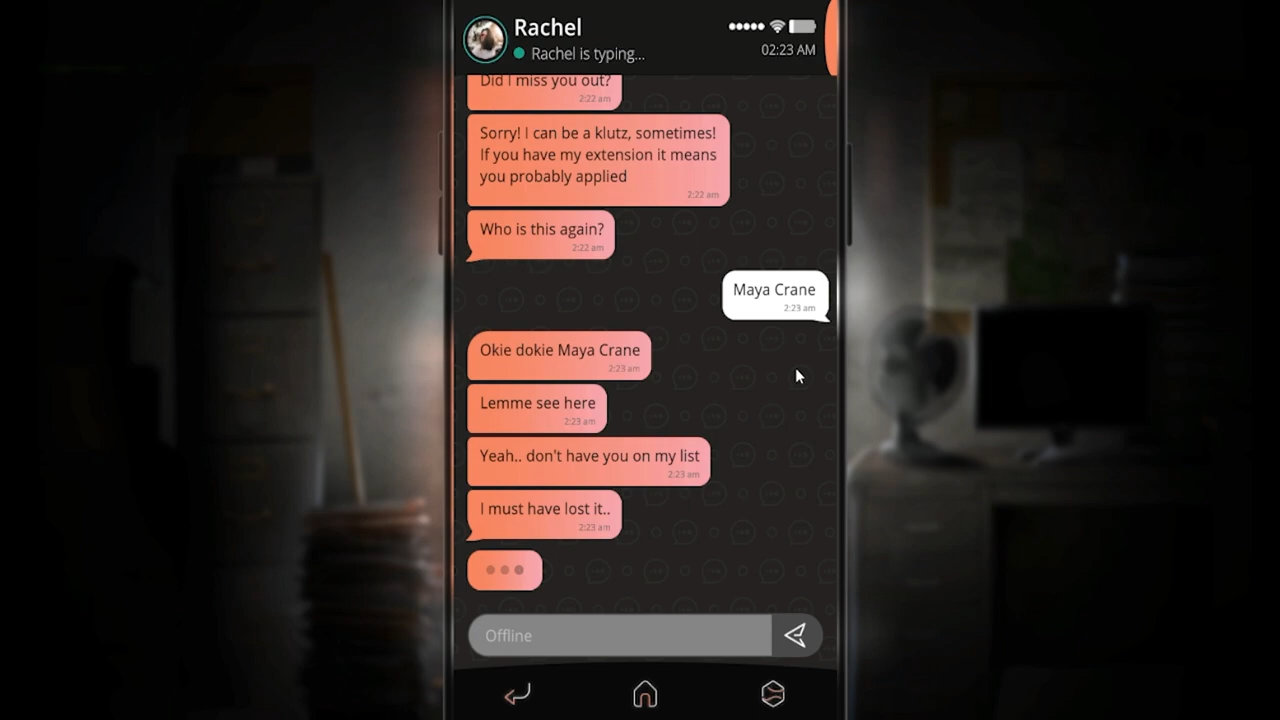 Rachel
Rachel is typing...
02:23 AM
Did I miss you out?
2:22 am
Sorry! I can be a klutz, sometimes!
If you have my extension it means
you probably applied
2:22 am
Who is this again?
2:22 am
Maya Crane
2:23 am
Okie dokie Maya Crane
2:23 am
Lemme see here
2:23 am
Yeah.. don't have you on my list
2:23 am
I must have lost it..
2:23 am
Offline